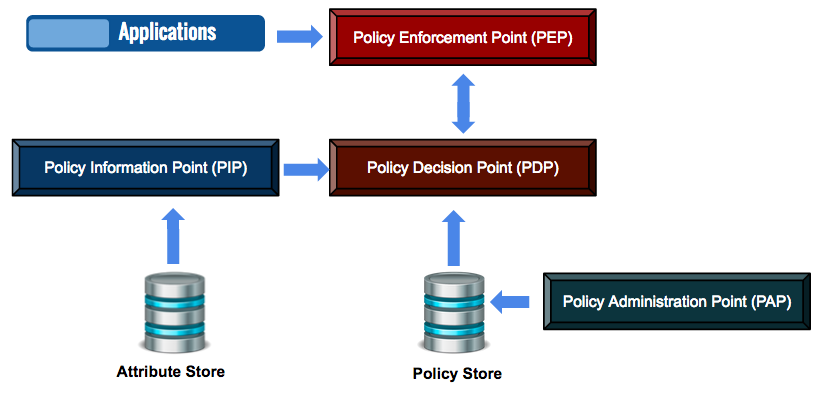 Applications
Policy Enforcement Point (PEP)
Policy Information Point (PIP)
Policy Decision Point (PDP)
Policy Administration Point (PAP)
Attribute Store
Policy Store